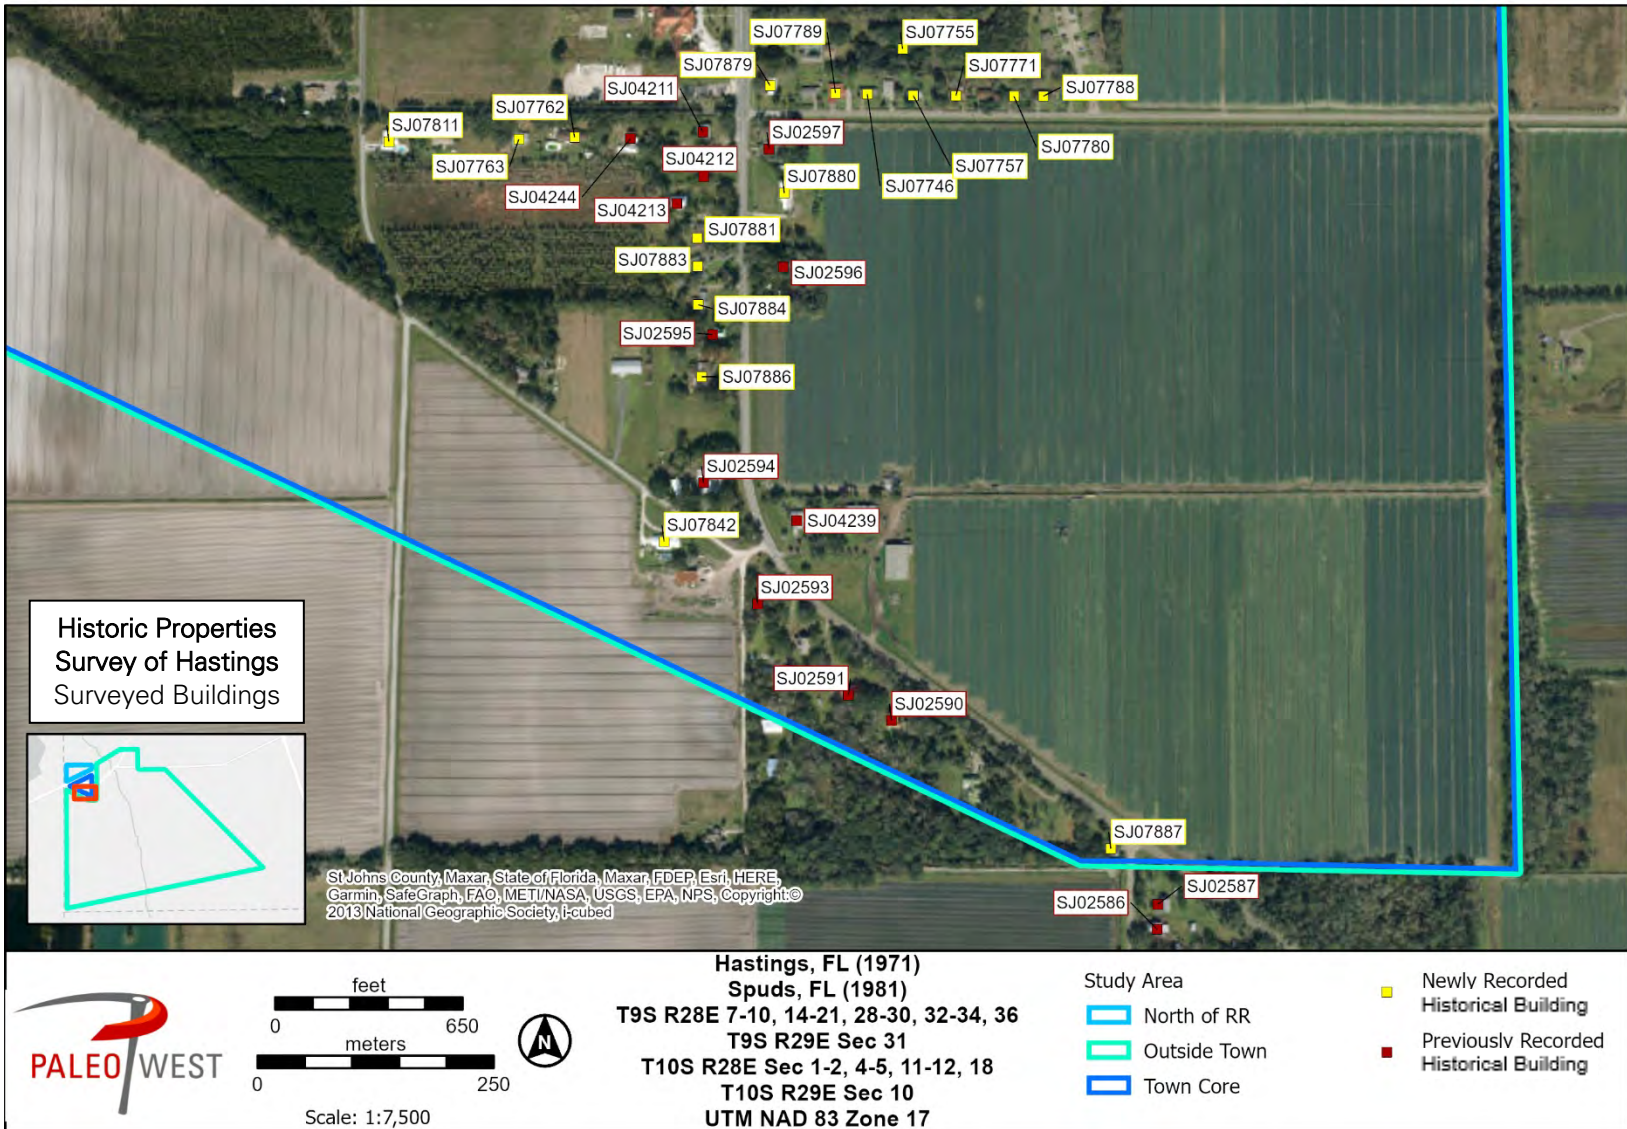 SJ07789
SJ07755
SJ07879
SJ07771
SJ04211
SJ07788
SJ07762
SJ07811
SJ02597
SJ07780
SJ07763
SJ04212
SJ07757
SJ07880
SJ07746
SJ04244
SJ04213
SJ07881
SJ07883
SJ02596
SJ07884
SJ02595
SJ07886
SJ02594
SJ07842
SJ04239
SJ02593
SJ02591
SJ02590
SJ07887
SJ02587
SJ02586
Historic Properties
Survey of Hastings
Surveyed Buildings
St Johns County, Maxar, State of Florida, Maxar, FDEP, Esri, HERE,
Garmin, SafeGraph, FAO, METI/NASA, USGS, EPA, NPS, Copyright:©
2013 National Geographic Society, i-cubed
PALEO WEST
feet
0 650
meters
0 250
Scale: 1:7,500
N
Hastings, FL (1971)
Spuds, FL (1981)
T9S R28E 7-10, 14-21, 28-30, 32-34, 36
T9S R29E Sec 31
T10S R28E Sec 1-2, 4-5, 11-12, 18
T10S R29E Sec 10
UTM NAD 83 Zone 17
Study Area
North of RR
Outside Town
Town Core
Newly Recorded
Historical Building
Previously Recorded
Historical Building